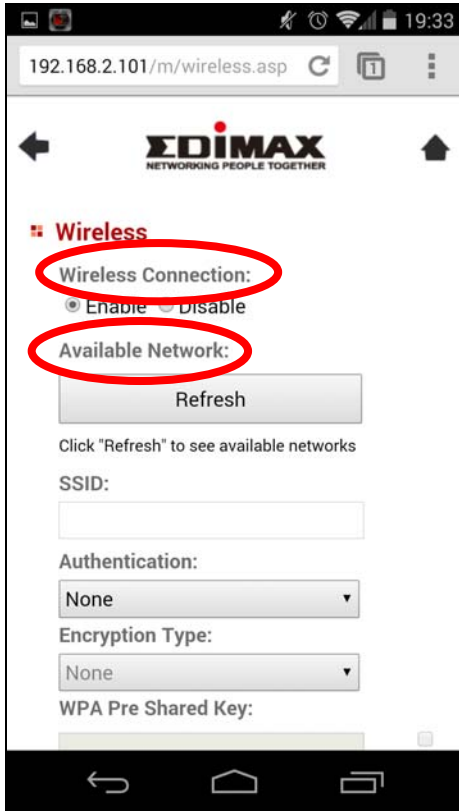 19:33
192.168.2.101/m/wireless.asp
1
EDIMAX
NETWORKING PEOPLE TOGETHER
Wireless
Wireless Connection:
Enable Disable
Available Network:
Refresh
Click "Refresh" to see available networks
SSID:
Authentication:
None
Encryption Type:
None
WPA Pre Shared Key: